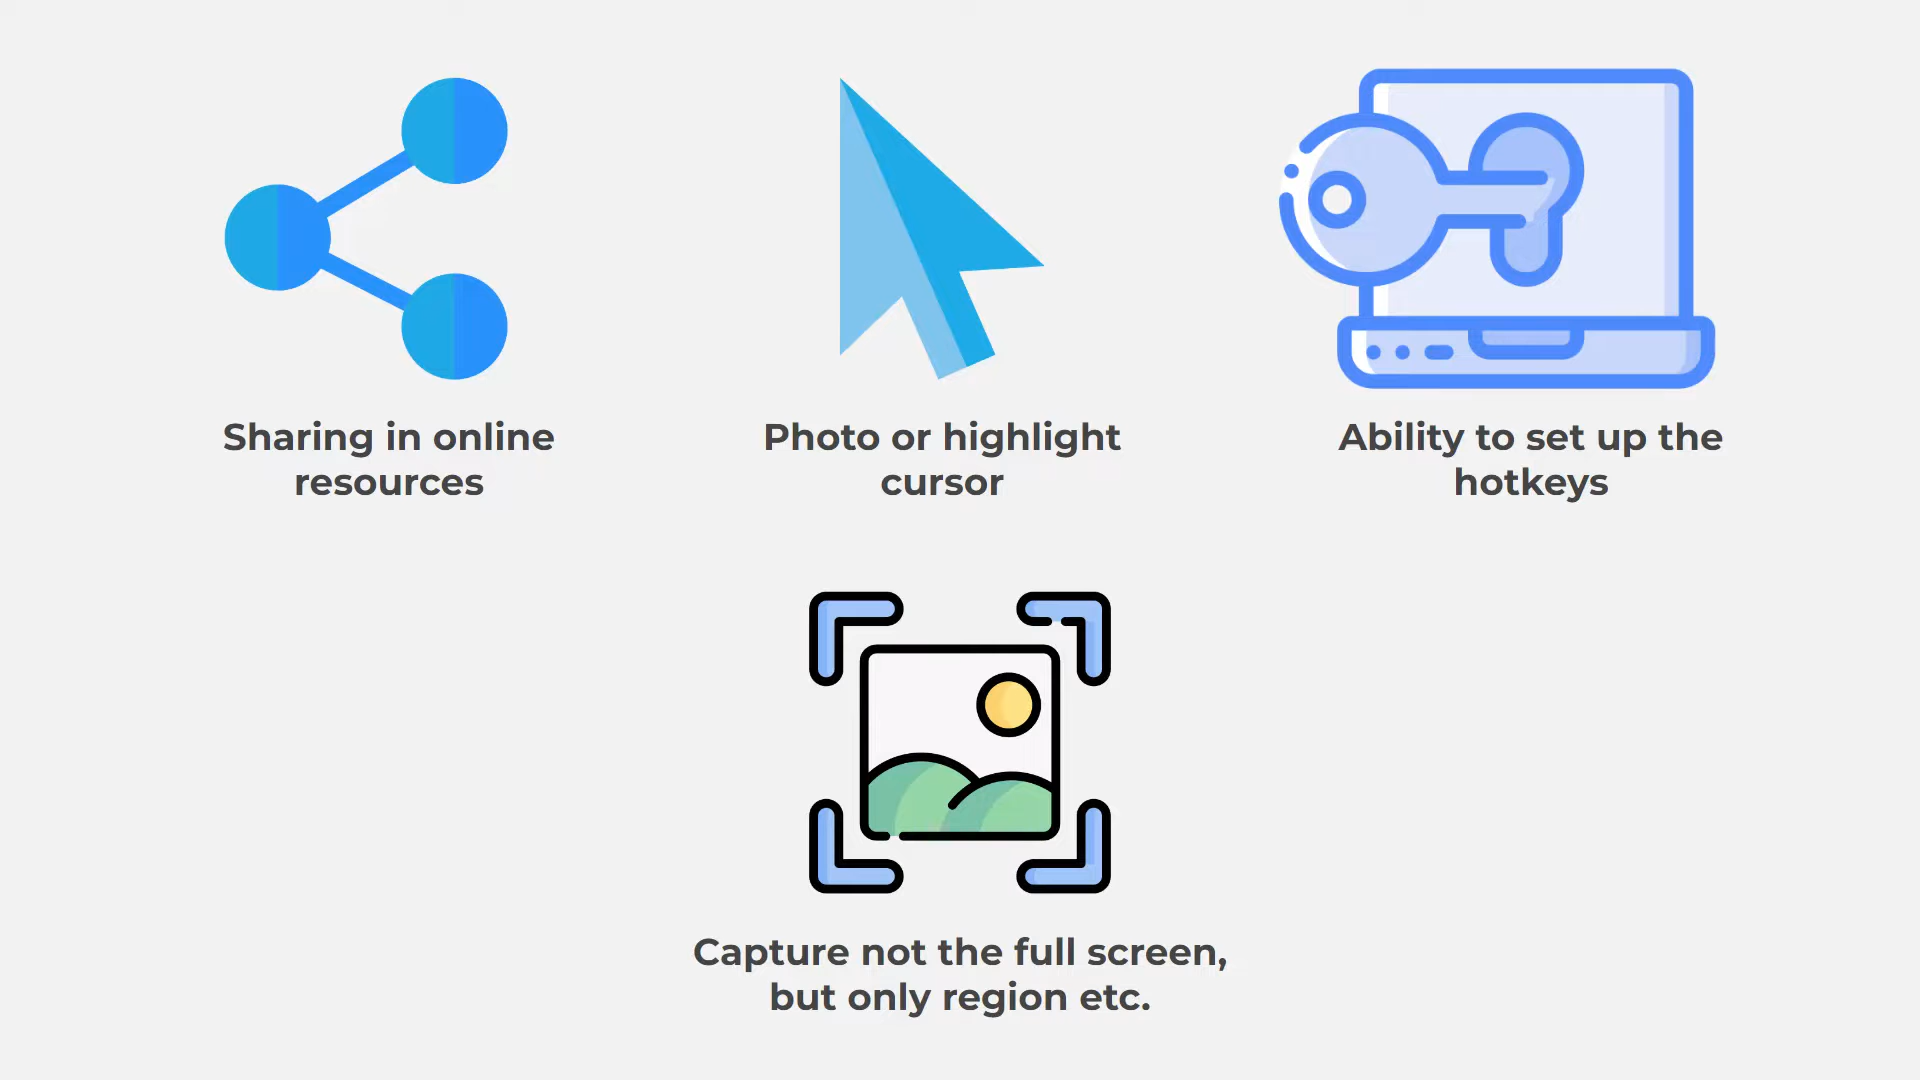 Sharing in online
resources
Photo or highlight
cursor
Ability to set up the
hotkeys
Capture not the full screen,
but only region etc.